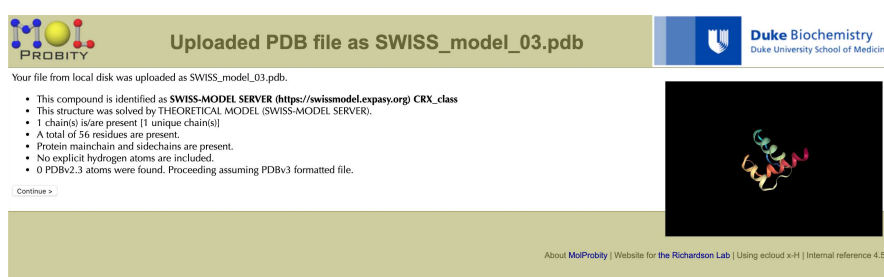 MOL
PROBITY
Uploaded PDB file as SWISS_model_03.pdb
Duke Biochemistry
Duke University School of Medicin
Your file from local disk was uploaded as SWISS_model_03.pdb.
• This compound is identified as SWISS-MODEL SERVER (https://swissmodel.expasy.org) CRX_class
• This structure was solved by THEORETICAL MODEL (SWISS-MODEL SERVER).
• 1 chain(s) is/are present [1 unique chain(s)]
• A total of 56 residues are present.
• Protein mainchain and sidechains are present.
• No explicit hydrogen atoms are included.
• 0 PDBv2.3 atoms were found. Proceeding assuming PDBv3 formatted file.
Continue >
About MolProbity | Website for the Richardson Lab | Using ecloud x-H | Internal reference 4.5